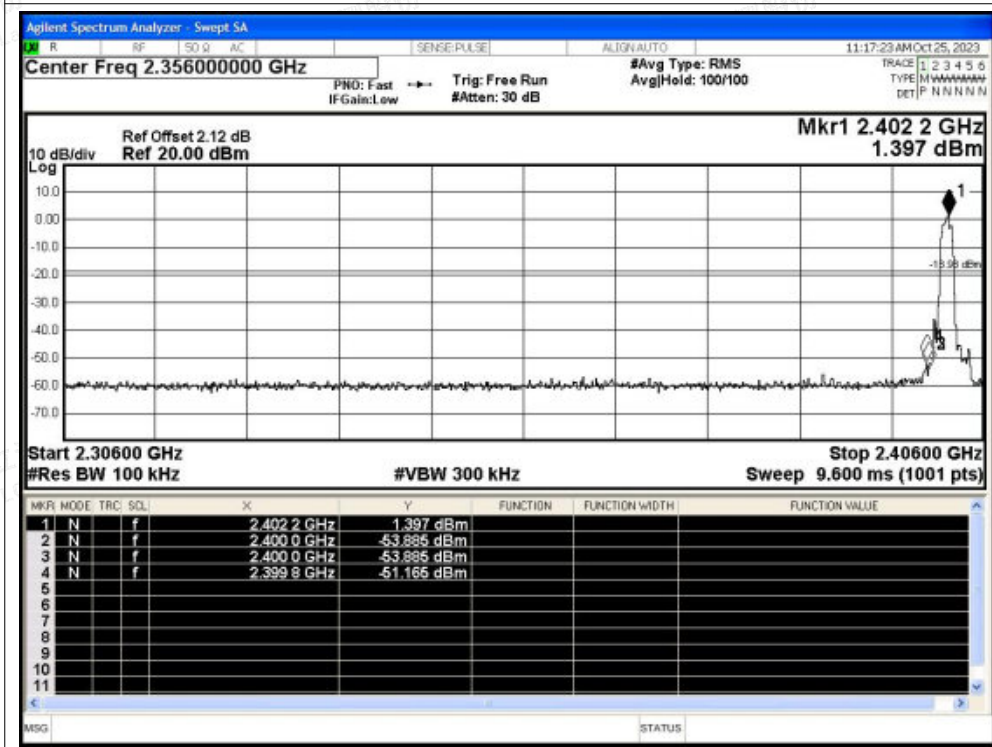 Agilent Spectrum Analyzer - Swept SA
LXI R RF 50 Ω AC SENSE:PULSE ALIGN AUTO 11:17:23 AM Oct 25, 2023
Center Freq 2.356000000 GHz
PNO: Fast
IFGain:Low
Trig: Free Run
#Atten: 30 dB
#Avg Type: RMS
Avg|Hold: 100/100
TRACE 1 2 3 4 5 6
TYPE M
DET P N N N N N
Mkr1 2.402 2 GHz
1.397 dBm
Ref Offset 2.12 dB
10 dB/div Ref 20.00 dBm
Log
10.0
0.00
-10.0
-20.0
-30.0
-40.0
-50.0
-60.0
-70.0
1
Start 2.30600 GHz Stop 2.40600 GHz
#Res BW 100 kHz #VBW 300 kHz Sweep 9.600 ms (1001 pts)
MKR MODE TRC SCL X Y FUNCTION FUNCTION WIDTH FUNCTION VALUE
1 N f 2.402 2 GHz 1.397 dBm
2 N f 2.400 0 GHz -53.885 dBm
3 N f 2.400 0 GHz -53.885 dBm
4 N f 2.399 8 GHz -51.165 dBm
5
6
7
8
9
10
11
MSG STATUS